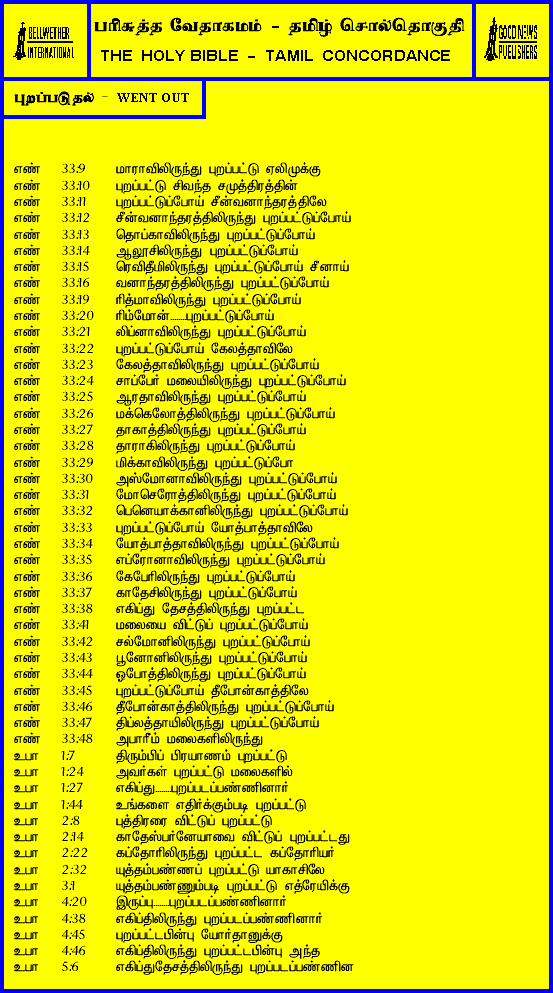 BELLWETHER
INTERNATIONAL
பரிசுத்த வேதாகமம் - தமிழ் சொல்தொகுதி
THE HOLY BIBLE - TAMIL CONCORDANCE
GOOD NEWS
PUBLISHERS
புறப்படுதல் - WENT OUT
எண் 33:9 மாராவிலிருந்து புறப்பட்டு ஏலிமுக்கு
எண் 33:10 புறப்பட்டு சிவந்த சமுத்திரத்தின்
எண் 33:11 புறப்பட்டுப்போய் சீன்வனாந்தரத்திலே
எண் 33:12 சீன்வனாந்தரத்திலிருந்து புறப்பட்டுப்போய்
எண் 33:13 தொப்காவிலிருந்து புறப்பட்டுப்போய்
எண் 33:14 ஆலூசிலிருந்து புறப்பட்டுப்போய்
எண் 33:15 ரெவிதீமிலிருந்து புறப்பட்டுப்போய் சீனாய்
எண் 33:16 வனாந்தரத்திலிருந்து புறப்பட்டுப்போய்
எண் 33:19 ரித்மாவிலிருந்து புறப்பட்டுப்போய்
எண் 33:20 ரிம்மோன்.......புறப்பட்டுப்போய்
எண் 33:21 லிப்னாவிலிருந்து புறப்பட்டுப்போய்
எண் 33:22 புறப்பட்டுப்போய் கேலத்தாவிலே
எண் 33:23 கேலத்தாவிலிருந்து புறப்பட்டுப்போய்
எண் 33:24 சாப்பேர் மலையிலிருந்து புறப்பட்டுப்போய்
எண் 33:25 ஆரதாவிலிருந்து புறப்பட்டுப்போய்
எண் 33:26 மக்கெலோத்திலிருந்து புறப்பட்டுப்போய்
எண் 33:27 தாகாத்திலிருந்து புறப்பட்டுப்போய்
எண் 33:28 தாராகிலிருந்து புறப்பட்டுப்போய்
எண் 33:29 மிக்காவிலிருந்து புறப்பட்டுப்போ
எண் 33:30 அஸ்மோனாவிலிருந்து புறப்பட்டுப்போய்
எண் 33:31 மோசெரோத்திலிருந்து புறப்பட்டுப்போய்
எண் 33:32 பெனெயாக்கானிலிருந்து புறப்பட்டுப்போய்
எண் 33:33 புறப்பட்டுப்போய் யோத்பாத்தாவிலே
எண் 33:34 யோத்பாத்தாவிலிருந்து புறப்பட்டுப்போய்
எண் 33:35 எப்ரோனாவிலிருந்து புறப்பட்டுப்போய்
எண் 33:36 கேபேரிலிருந்து புறப்பட்டுப்போய்
எண் 33:37 காதேசிலிருந்து புறப்பட்டுப்போய்
எண் 33:38 எகிப்து தேசத்திலிருந்து புறப்பட்ட
எண் 33:41 மலையை விட்டுப் புறப்பட்டுப்போய்
எண் 33:42 சல்மோனிலிருந்து புறப்பட்டுப்போய்
எண் 33:43 பூனோனிலிருந்து புறப்பட்டுப்போய்
எண் 33:44 ஓபோத்திலிருந்து புறப்பட்டுப்போய்
எண் 33:45 புறப்பட்டுப்போய் தீபோன்காத்திலே
எண் 33:46 தீபோன்காத்திலிருந்து புறப்பட்டுப்போய்
எண் 33:47 திப்லத்தாயிலிருந்து புறப்பட்டுப்போய்
எண் 33:48 அபாரீம் மலைகளிலிருந்து
உபா 1:7 திரும்பிப் பிரயாணம் புறப்பட்டு
உபா 1:24 அவர்கள் புறப்பட்டு மலைகளில்
உபா 1:27 எகிப்து.......புறப்படப்பண்ணினார்
உபா 1:44 உங்களை எதிர்க்கும்படி புறப்பட்டு
உபா 2:8 புத்திரரை விட்டுப் புறப்பட்டு
உபா 2:14 காதேஸ்பர்னேயாவை விட்டுப் புறப்பட்டது
உபா 2:22 கப்தோரிலிருந்து புறப்பட்ட கப்தோரியர்
உபா 2:32 யுத்தம்பண்ணப் புறப்பட்டு யாகாசிலே
உபா 3:1 யுத்தம்பண்ணும்படி புறப்பட்டு எத்ரேயிக்கு
உபா 4:20 இருப்பு.......புறப்படப்பண்ணினார்
உபா 4:38 எகிப்திலிருந்து புறப்படப்பண்ணினார்
உபா 4:45 புறப்பட்டபின்பு யோர்தானுக்கு
உபா 4:46 எகிப்திலிருந்து புறப்பட்டபின்பு அந்த
உபா 5:6 எகிப்துதேசத்திலிருந்து புறப்படப்பண்ணின